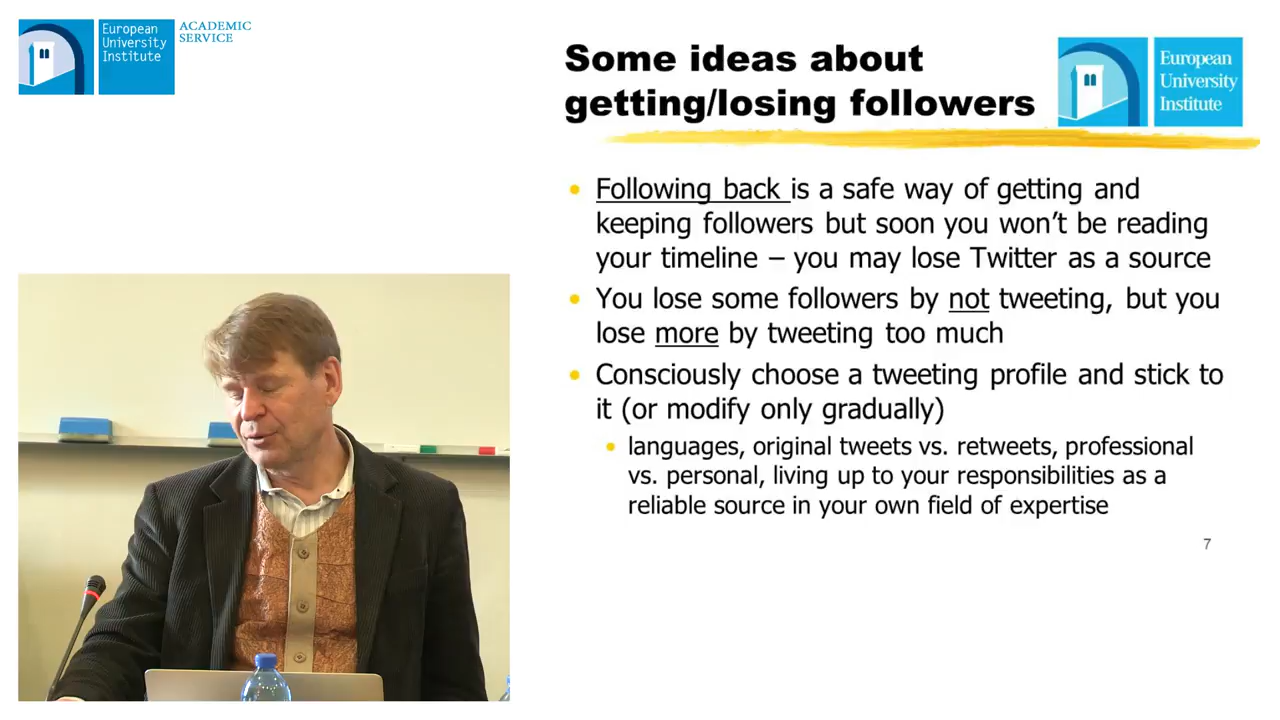 European
University
Institute
ACADEMIC
SERVICE
Some ideas about
getting/losing followers
European
University
Institute
• Following back is a safe way of getting and
keeping followers but soon you won't be reading
your timeline – you may lose Twitter as a source
• You lose some followers by not tweeting, but you
lose more by tweeting too much
• Consciously choose a tweeting profile and stick to
it (or modify only gradually)
• languages, original tweets vs. retweets, professional
vs. personal, living up to your responsibilities as a
reliable source in your own field of expertise
7